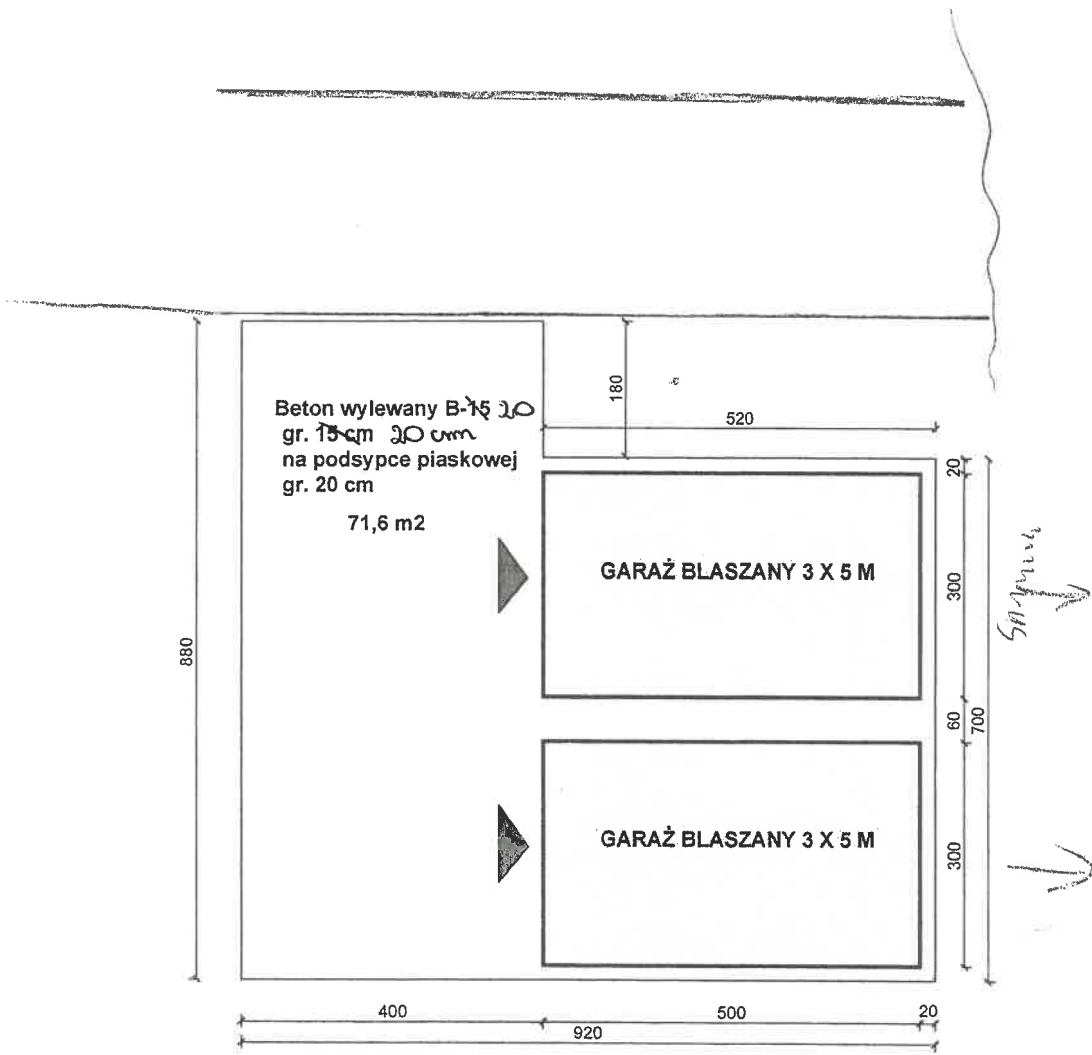 Beton wylewany B-15 20
gr. 15 cm 20 cm
na podsypce piaskowej
gr. 20 cm
71,6 m2
180
520
20
GARAŻ BLASZANY 3 X 5 M
300
880
60
700
GARAŻ BLASZANY 3 X 5 M
300
400
500
20
920